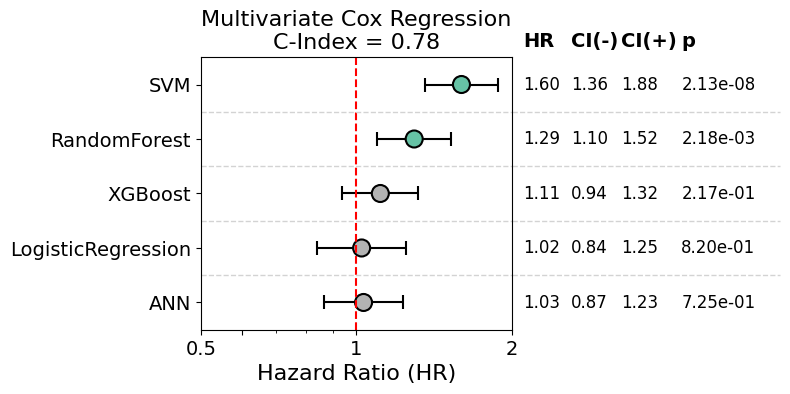 Multivariate Cox Regression
C-Index = 0.78
HR CI(-) CI(+) p
SVM 1.60 1.36 1.88 2.13e-08
RandomForest 1.29 1.10 1.52 2.18e-03
XGBoost 1.11 0.94 1.32 2.17e-01
LogisticRegression 1.02 0.84 1.25 8.20e-01
ANN 1.03 0.87 1.23 7.25e-01
0.5 1 2
Hazard Ratio (HR)